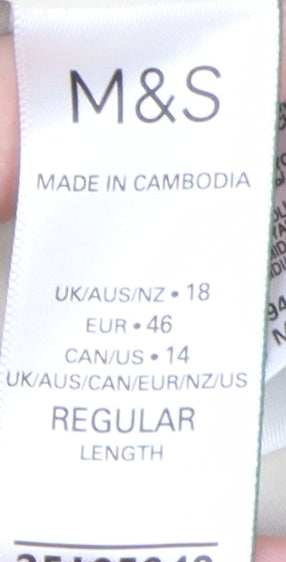 M&S
MADE IN CAMBODIA
UK/AUS/NZ • 18
EUR • 46
CAN/US • 14
UK/AUS/CAN/EUR/NZ/US
REGULAR
LENGTH